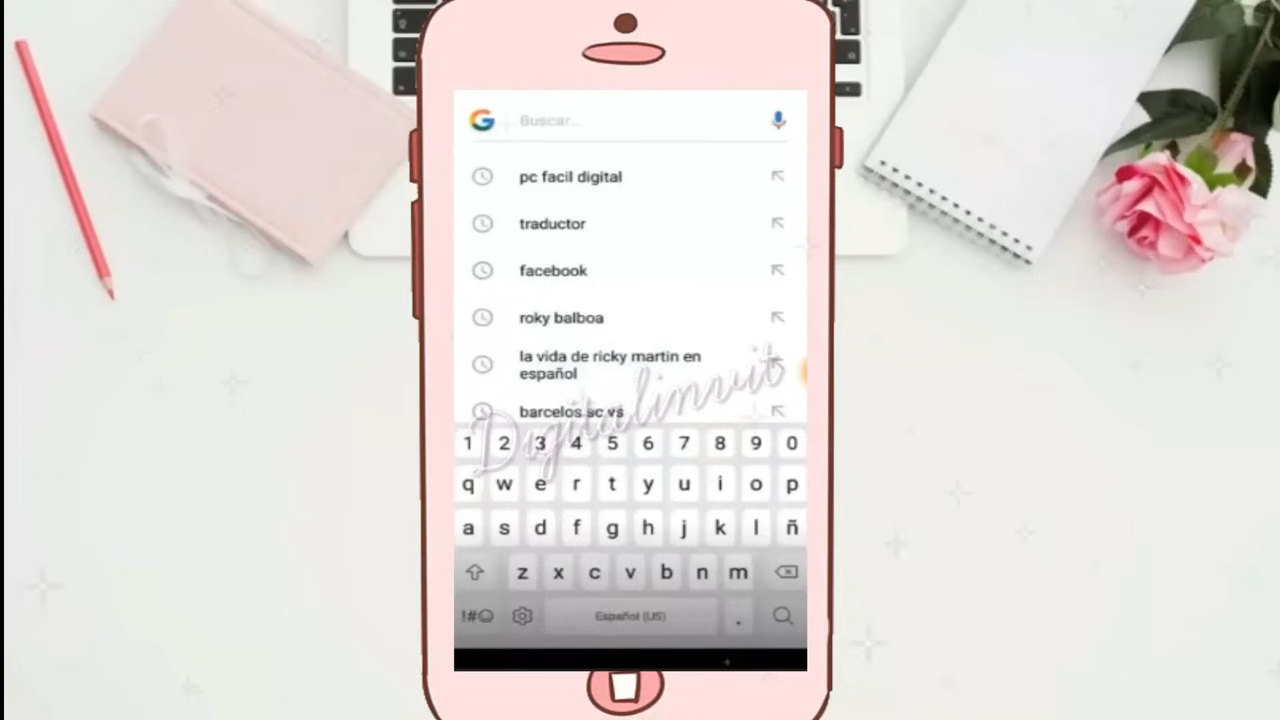 Buscar...
pc facil digital
traductor
facebook
roky balboa
la vida de ricky martin en
español
barcelos sc vs
Digitalinvit
1 2 3 4 5 6 7 8 9 0
q w e r t y u i o p
a s d f g h j k l ñ
z x c v b n m
!#☺ Español (US) .